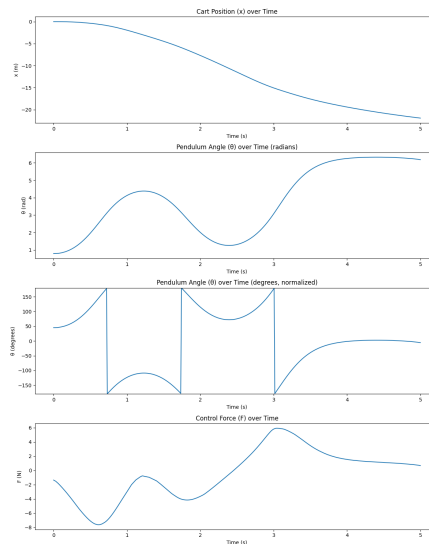 Cart Position (x) over Time
0
−5
−10
−15
−20
x (m)
0 1 2 3 4 5
Time (s)
Pendulum Angle (θ) over Time (radians)
6
5
4
3
2
1
θ (rad)
0 1 2 3 4 5
Time (s)
Pendulum Angle (θ) over Time (degrees, normalized)
150
100
50
0
−50
−100
−150
θ (degrees)
0 1 2 3 4 5
Time (s)
Control Force (F) over Time
6
4
2
0
−2
−4
−6
−8
F (N)
0 1 2 3 4 5
Time (s)